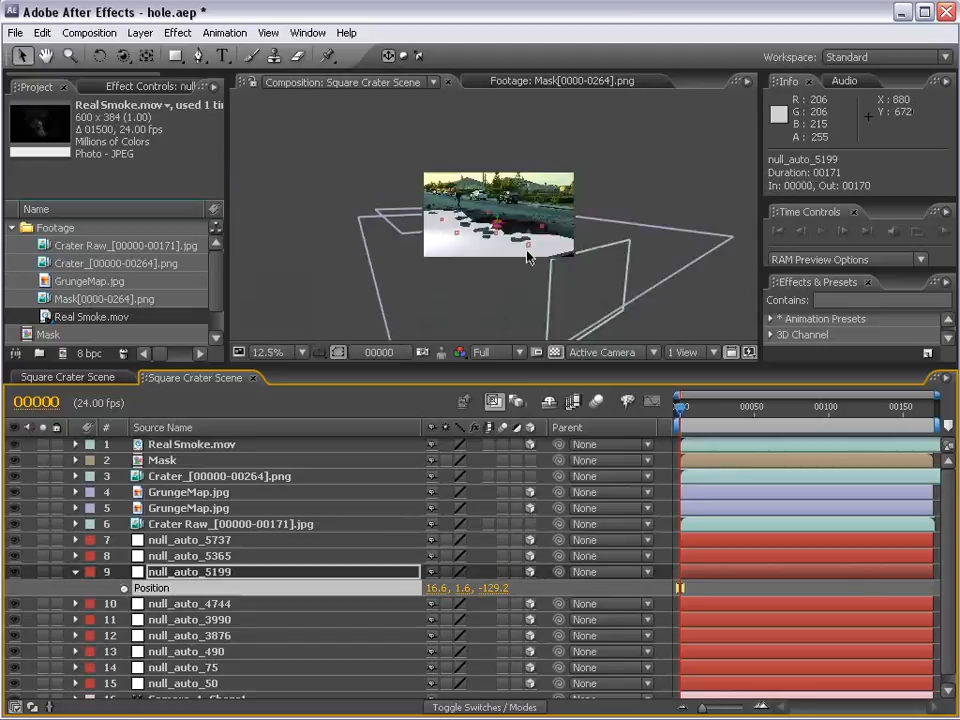 Adobe After Effects - hole.aep *
File Edit Composition Layer Effect Animation View Window Help
Workspace: Standard
Project Effect Controls: nul
Composition: Square Crater Scene
Footage: Mask[0000-0264].png
Info Audio
Real Smoke.mov, used 1 ti
600 x 384 (1.00)
Δ 01500, 24.00 fps
Millions of Colors
Photo - JPEG
R : 206
G : 206
B : 215
A : 255
X : 880
Y : 672
null_auto_5199
Duration: 00171
In: 00000, Out: 00170
Name
Footage
Crater Raw_[00000-00171].jpg
Crater_[00000-00264].png
GrungeMap.jpg
Mask[0000-0264].png
Real Smoke.mov
Mask
8 bpc
Time Controls
RAM Preview Options
Effects & Presets
Contains:
* Animation Presets
3D Channel
12.5% 00000 Full Active Camera 1 View
Square Crater Scene Square Crater Scene
00000 (24.00 fps)
00050 00100 00150
# Source Name Parent
1 Real Smoke.mov None
2 Mask None
3 Crater_[00000-00264].png None
4 GrungeMap.jpg None
5 GrungeMap.jpg None
6 Crater Raw_[00000-00171].jpg None
7 null_auto_5737 None
8 null_auto_5365 None
9 null_auto_5199 None
Position 16.6, 1.6, -129.2
10 null_auto_4744 None
11 null_auto_3990 None
12 null_auto_3876 None
13 null_auto_490 None
14 null_auto_75 None
15 null_auto_50 None
Toggle Switches / Modes